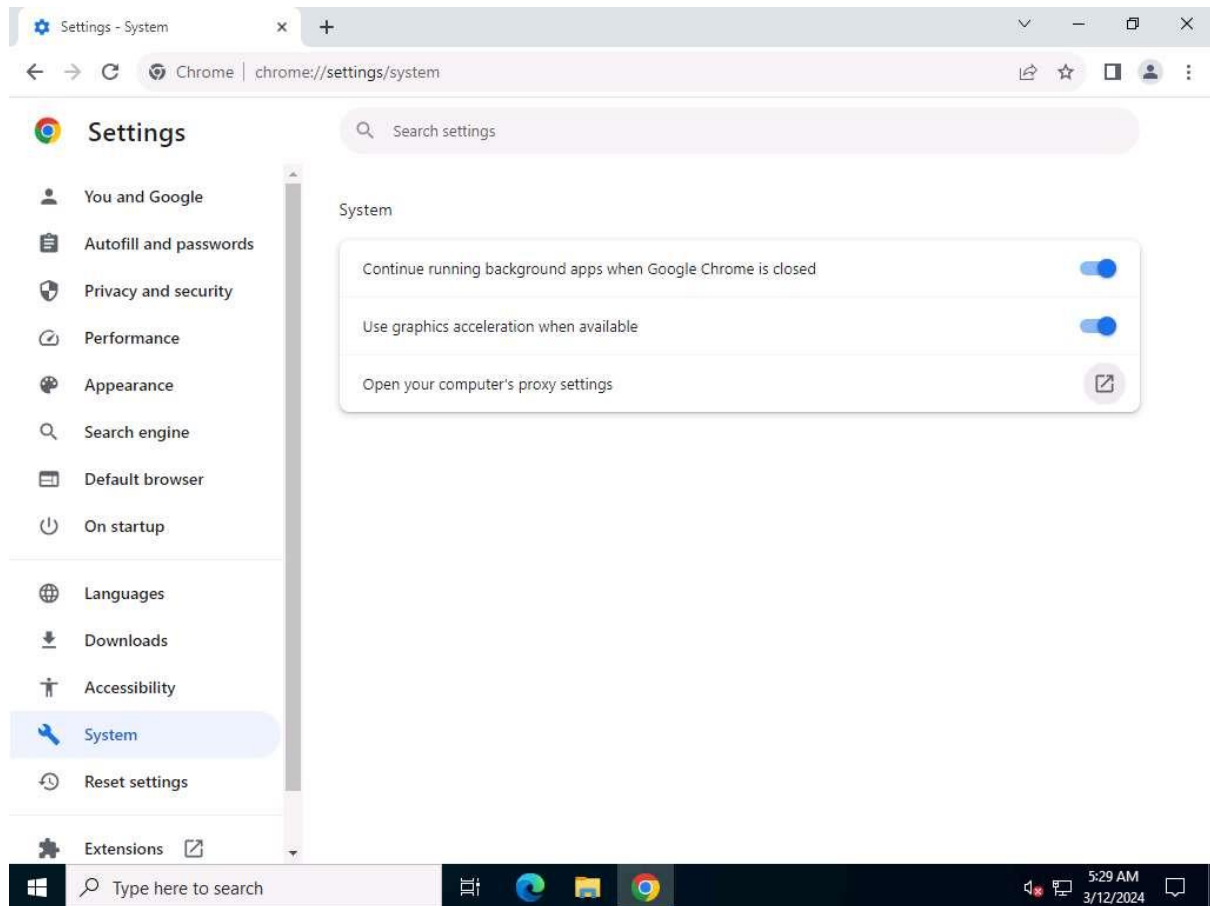 Settings - System
Chrome | chrome://settings/system
Settings
Search settings
You and Google
Autofill and passwords
Privacy and security
Performance
Appearance
Search engine
Default browser
On startup
Languages
Downloads
Accessibility
System
Reset settings
Extensions
System
Continue running background apps when Google Chrome is closed
Use graphics acceleration when available
Open your computer's proxy settings
Type here to search
5:29 AM
3/12/2024